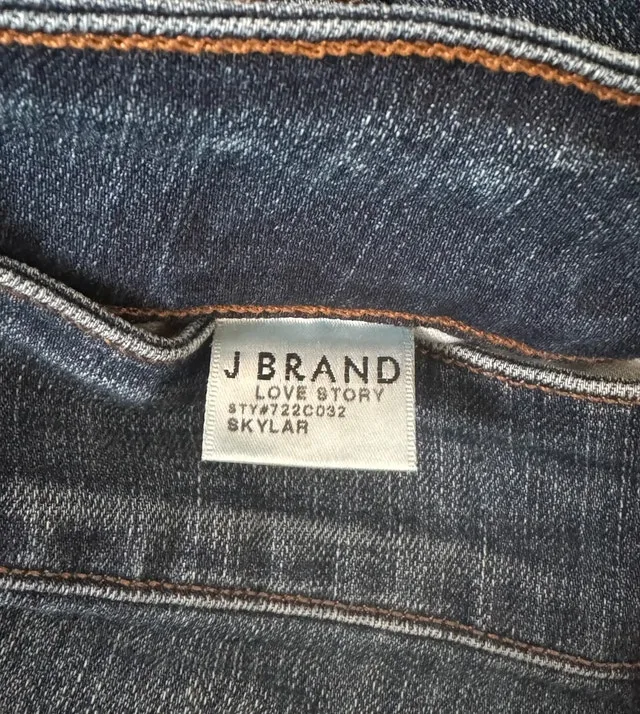 J BRAND
LOVE STORY
STY#722C032
SKYLAR